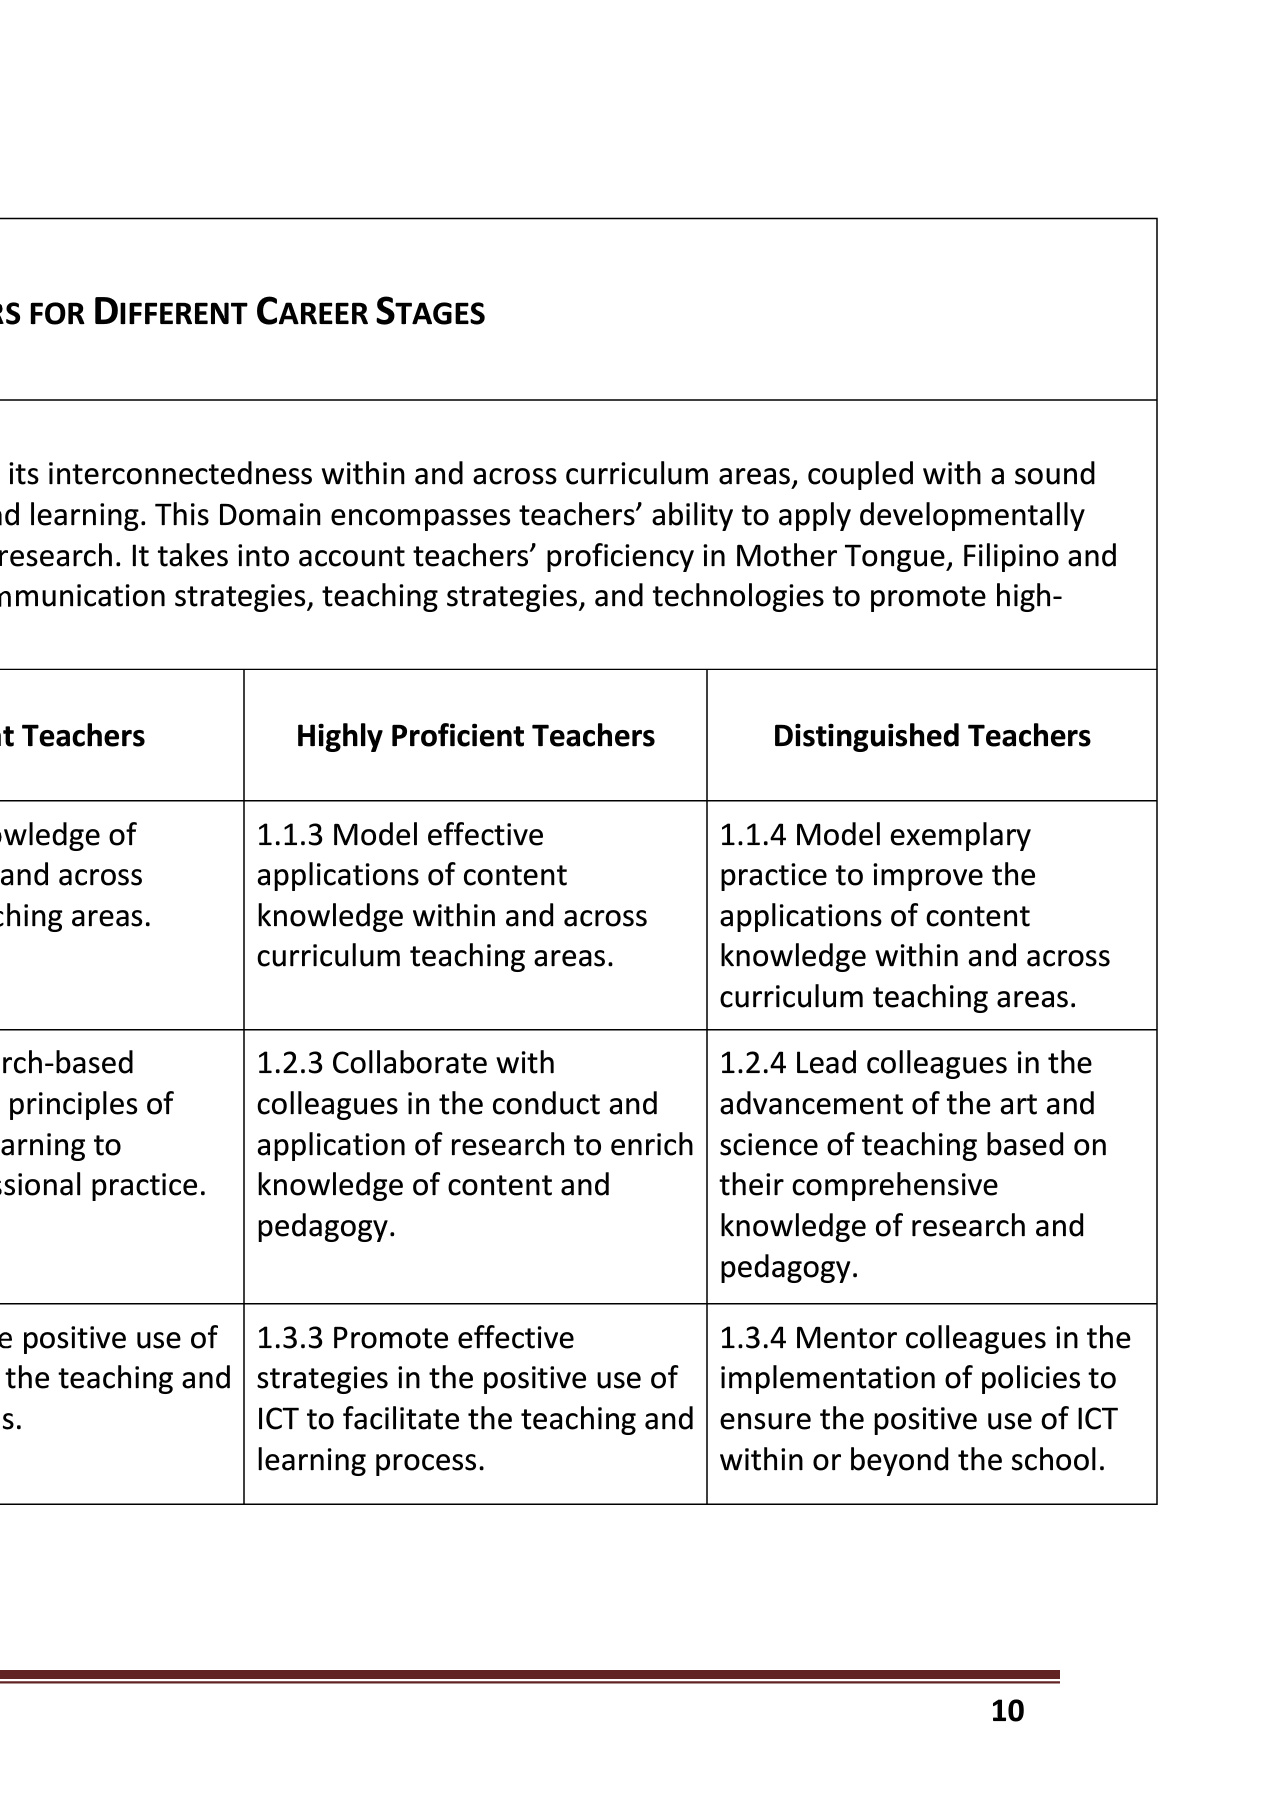 RS FOR DIFFERENT CAREER STAGES
its interconnectedness within and across curriculum areas, coupled with a sound
nd learning. This Domain encompasses teachers’ ability to apply developmentally
research. It takes into account teachers’ proficiency in Mother Tongue, Filipino and
mmunication strategies, teaching strategies, and technologies to promote high-
t Teachers
Highly Proficient Teachers
Distinguished Teachers
owledge of
and across
ching areas.
1.1.3 Model effective
applications of content
knowledge within and across
curriculum teaching areas.
1.1.4 Model exemplary
practice to improve the
applications of content
knowledge within and across
curriculum teaching areas.
rch-based
principles of
arning to
sional practice.
1.2.3 Collaborate with
colleagues in the conduct and
application of research to enrich
knowledge of content and
pedagogy.
1.2.4 Lead colleagues in the
advancement of the art and
science of teaching based on
their comprehensive
knowledge of research and
pedagogy.
e positive use of
the teaching and
s.
1.3.3 Promote effective
strategies in the positive use of
ICT to facilitate the teaching and
learning process.
1.3.4 Mentor colleagues in the
implementation of policies to
ensure the positive use of ICT
within or beyond the school.
10